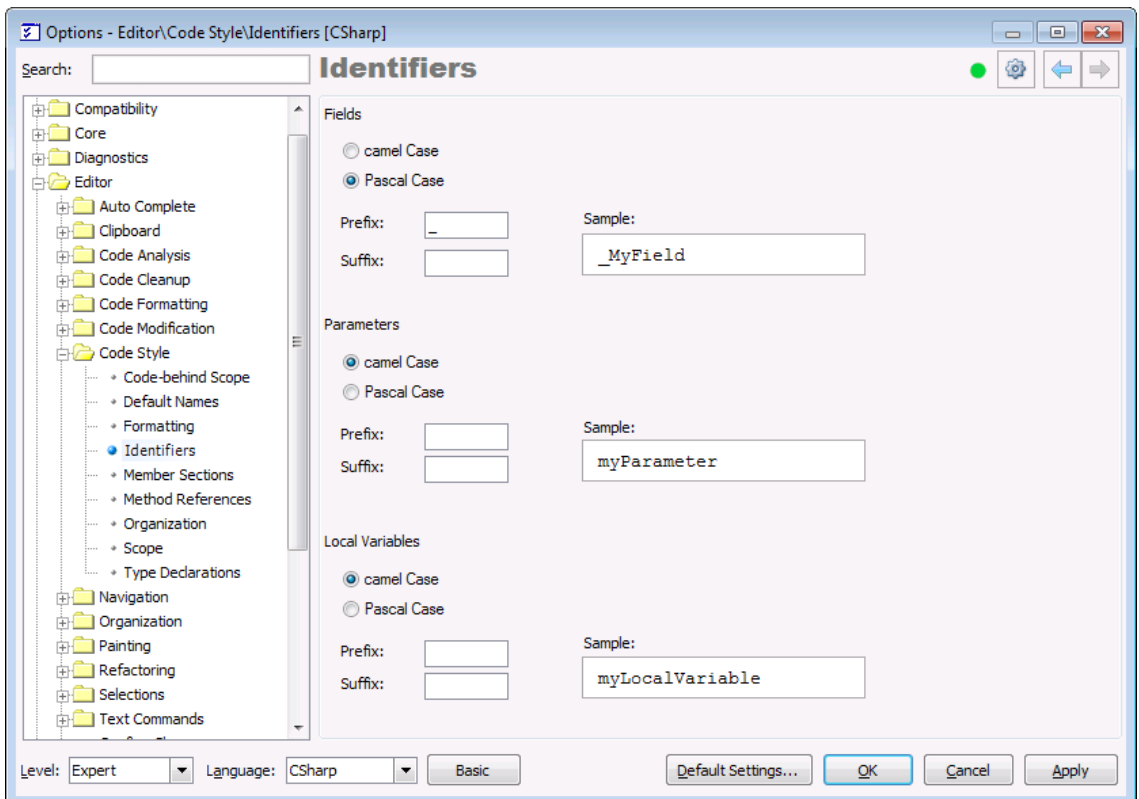 Options - Editor\Code Style\Identifiers [CSharp]
Search:
Identifiers
Compatibility
Core
Diagnostics
Editor
Auto Complete
Clipboard
Code Analysis
Code Cleanup
Code Formatting
Code Modification
Code Style
Code-behind Scope
Default Names
Formatting
Identifiers
Member Sections
Method References
Organization
Scope
Type Declarations
Navigation
Organization
Painting
Refactoring
Selections
Text Commands
Fields
camel Case
Pascal Case
Prefix: _
Suffix:
Sample:
_MyField
Parameters
camel Case
Pascal Case
Prefix:
Suffix:
Sample:
myParameter
Local Variables
camel Case
Pascal Case
Prefix:
Suffix:
Sample:
myLocalVariable
Level: Expert Language: CSharp Basic Default Settings... OK Cancel Apply